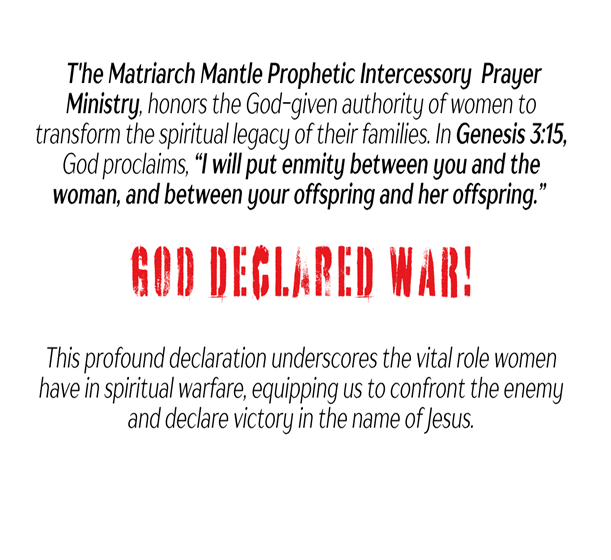 T'he Matriarch Mantle Prophetic Intercessory Prayer
Ministry, honors the God-given authority of women to
transform the spiritual legacy of their families. In Genesis 3:15,
God proclaims, “I will put enmity between you and the
woman, and between your offspring and her offspring.”
GOD DECLARED WAR!
This profound declaration underscores the vital role women
have in spiritual warfare, equipping us to confront the enemy
and declare victory in the name of Jesus.